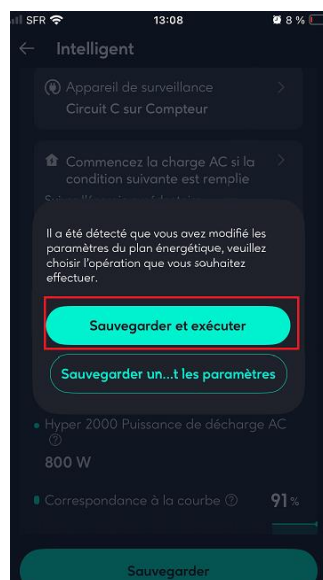 SFR 13:08 8 %
← Intelligent
Appareil de surveillance >
Circuit C sur Compteur
Commencez la charge AC si la >
condition suivante est remplie
Il a été détecté que vous avez modifié les
paramètres du plan énergétique, veuillez
choisir l'opération que vous souhaitez
effectuer.
Sauvegarder et exécuter
Sauvegarder un...t les paramètres
Hyper 2000 Puissance de décharge AC
800 W
Correspondance à la courbe 91%
Sauvegarder